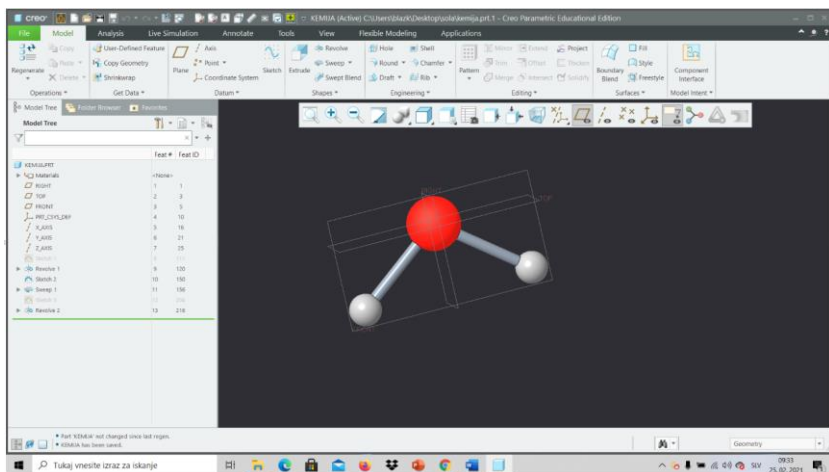 creo KEMIJA (Active) C:\Users\blazk\Desktop\sola\kemija.prt.1 - Creo Parametric Educational Edition
File Model Analysis Live Simulation Annotate Tools View Flexible Modeling Applications
Copy User-Defined Feature Axis Revolve Hole Shell Mirror Extend Project Fill
Paste Copy Geometry Point Sweep Round Chamfer Trim Offset Thicken Style
Regenerate Delete Shrinkwrap Plane Coordinate System Sketch Extrude Swept Blend Draft Rib Pattern Merge Intersect Solidify Boundary Blend Freestyle Component Interface
Operations Get Data Datum Shapes Engineering Editing Surfaces Model Intent
Model Tree Folder Browser Favorites
Model Tree
Feat # Feat ID
KEMIJA.PRT
Materials <None>
RIGHT 1 1
TOP 2 3
FRONT 3 5
PRT_CSYS_DEF 4 10
X_AXIS 5 16
Y_AXIS 6 21
Z_AXIS 7 25
Sketch 1 8
Revolve 1 9 120
Sketch 2 10 150
Sweep 1 11 156
Revolve 2 13 216
TOP
Part 'KEMIJA' not changed since last regen.
KEMIJA has been saved.
Geometry
Tukaj vnesite izraz za iskanje
SLV
09:33
25. 02. 2021